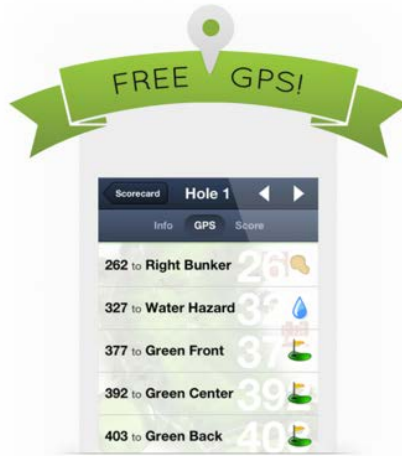 FREE GPS!
Scorecard Hole 1
Info GPS Score
262 to Right Bunker
327 to Water Hazard
377 to Green Front
392 to Green Center
403 to Green Back